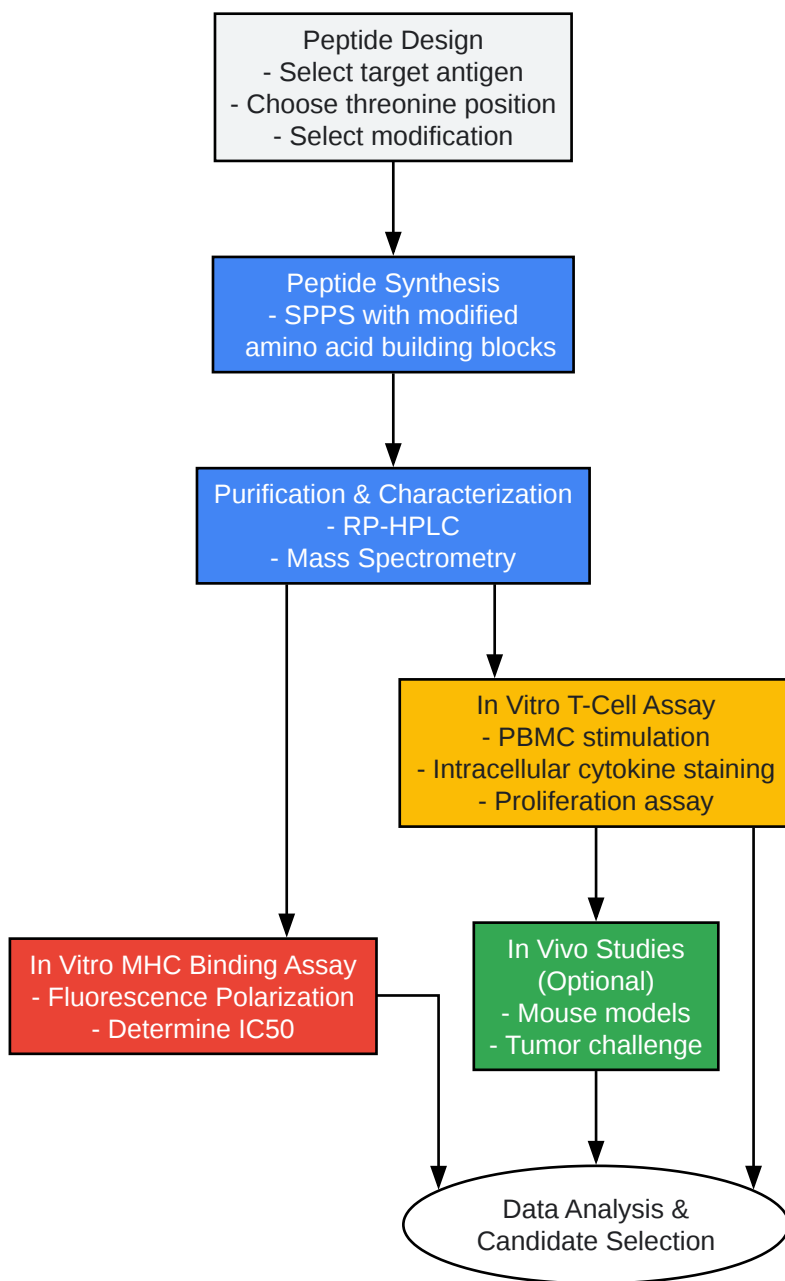 Peptide Design
- Select target antigen
- Choose threonine position
- Select modification
Peptide Synthesis
- SPPS with modified
amino acid building blocks
Purification & Characterization
- RP-HPLC
- Mass Spectrometry
In Vitro T-Cell Assay
- PBMC stimulation
- Intracellular cytokine staining
- Proliferation assay
In Vitro MHC Binding Assay
- Fluorescence Polarization
- Determine IC50
In Vivo Studies
(Optional)
- Mouse models
- Tumor challenge
Data Analysis &
Candidate Selection